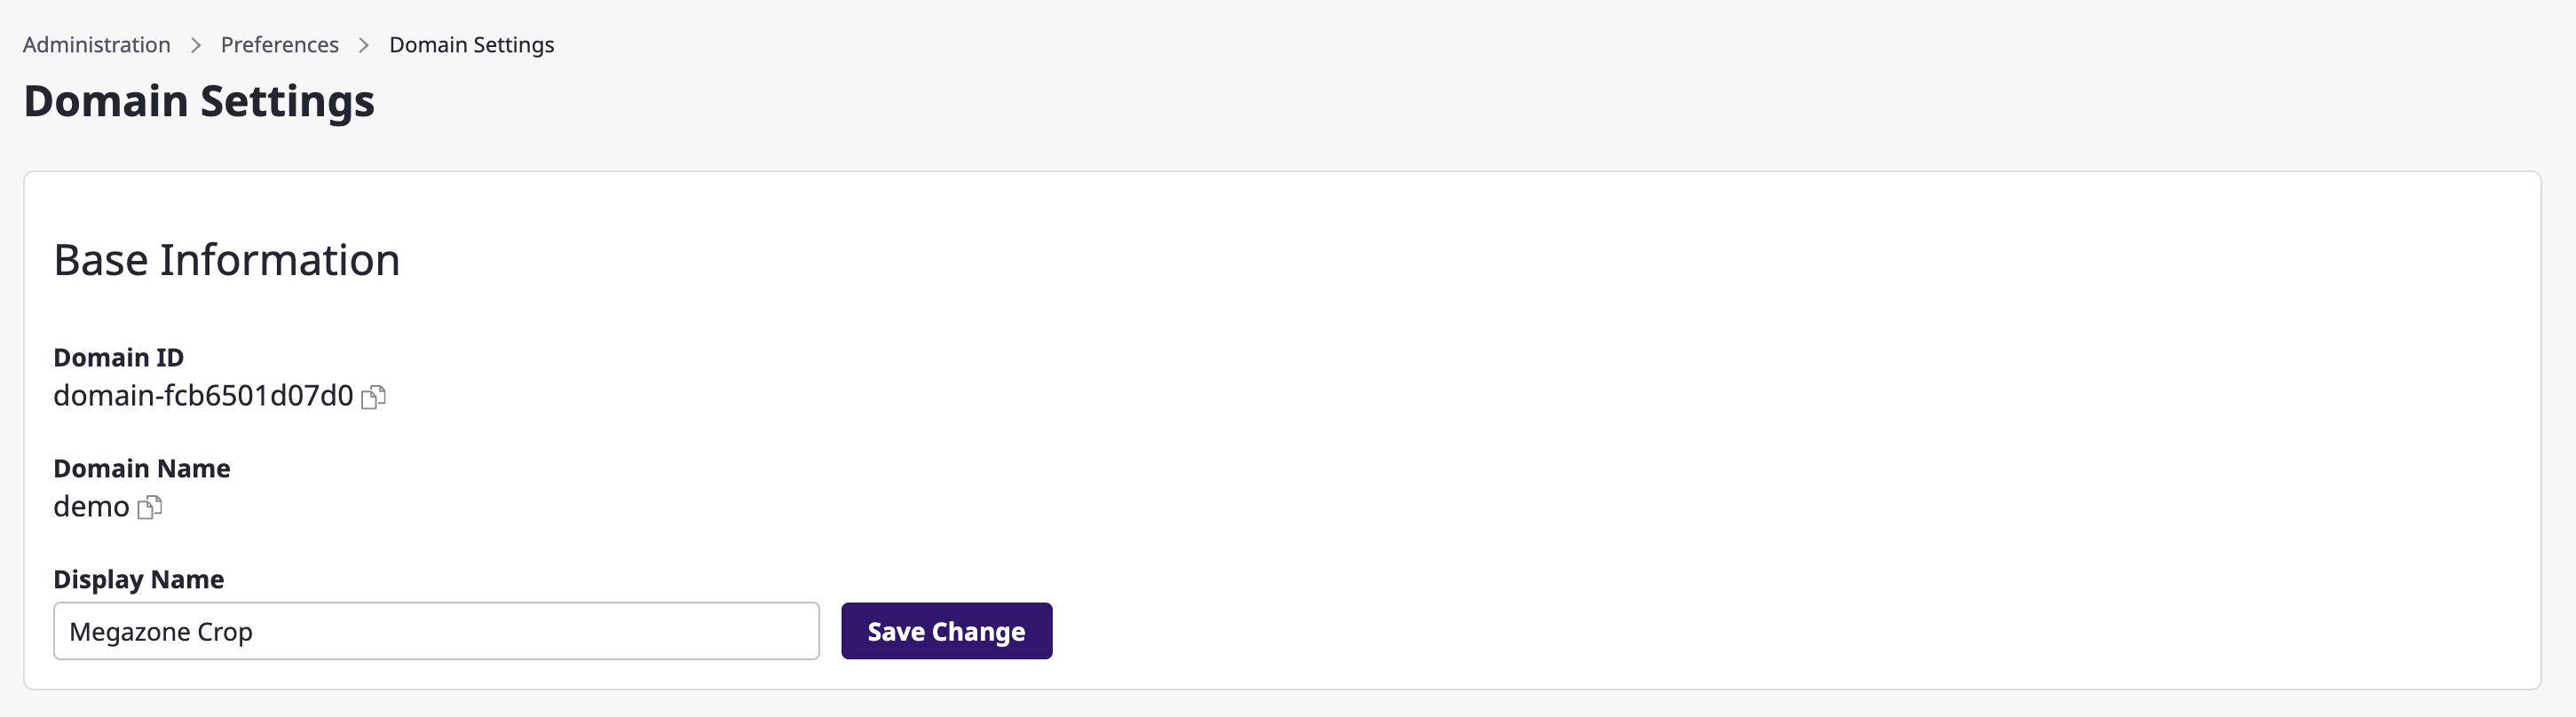 Administration > Preferences > Domain Settings
Domain Settings
Base Information
Domain ID
domain-fcb6501d07d0
Domain Name
demo
Display Name
Megazone Crop Save Change